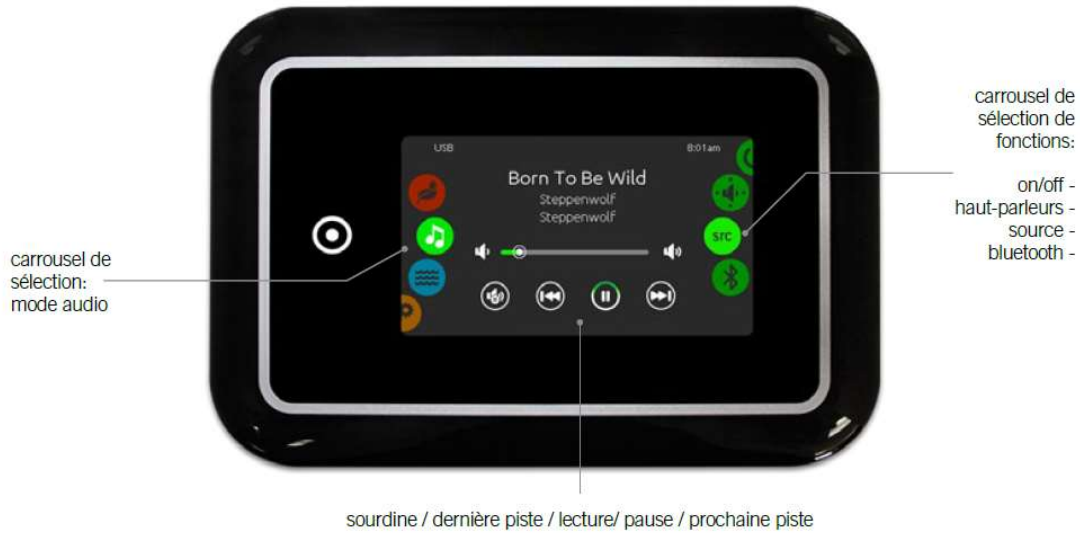 USB
8:01am
Born To Be Wild
Steppenwolf
Steppenwolf
src
carrousel de
sélection:
mode audio
carrousel de
sélection de
fonctions:
on/off -
haut-parleurs -
source -
bluetooth -
sourdine / dernière piste / lecture/ pause / prochaine piste